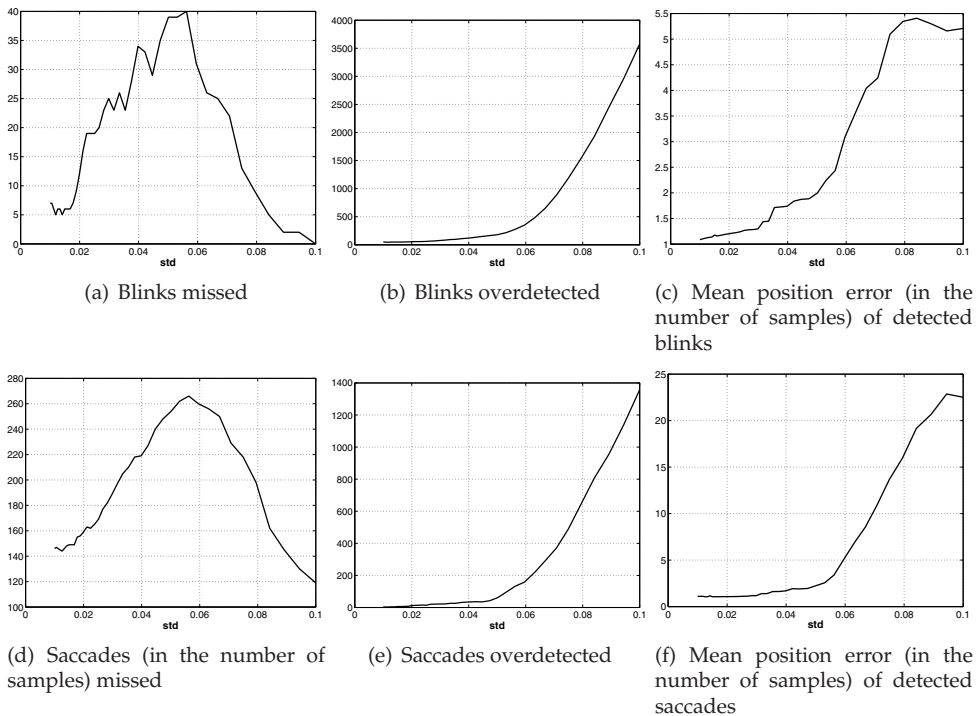 40
35
30
25
20
15
10
5
0
0 0.02 0.04 0.06 0.08 0.1
std
(a) Blinks missed
4000
3500
3000
2500
2000
1500
1000
500
0
0 0.02 0.04 0.06 0.08 0.1
std
(b) Blinks overdetected
5.5
5
4.5
4
3.5
3
2.5
2
1.5
1
0 0.02 0.04 0.06 0.08 0.1
std
(c) Mean position error (in the
number of samples) of detected
blinks
280
260
240
220
200
180
160
140
120
100
0 0.02 0.04 0.06 0.08 0.1
std
(d) Saccades (in the number of
samples) missed
1400
1200
1000
800
600
400
200
0
0 0.02 0.04 0.06 0.08 0.1
std
(e) Saccades overdetected
25
20
15
10
5
0
0 0.02 0.04 0.06 0.08 0.1
std
(f) Mean position error (in the
number of samples) of detected
saccades